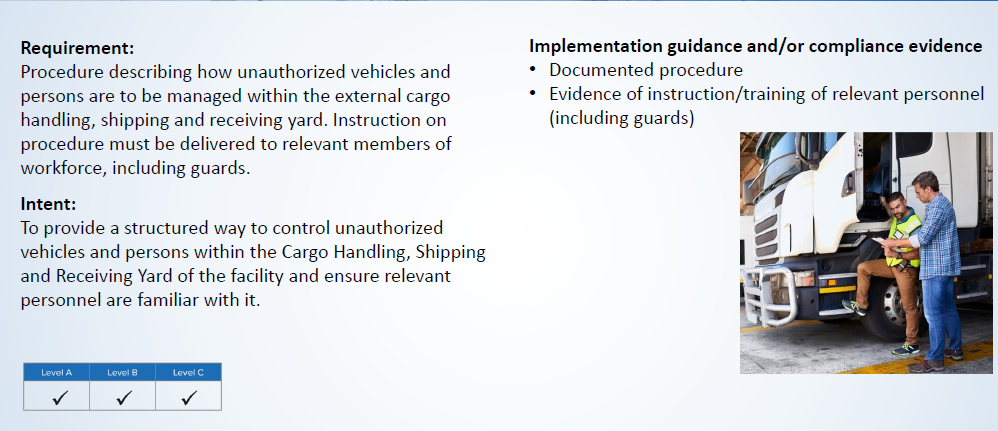 Requirement:
Procedure describing how unauthorized vehicles and
persons are to be managed within the external cargo
handling, shipping and receiving yard. Instruction on
procedure must be delivered to relevant members of
workforce, including guards.
Intent:
To provide a structured way to control unauthorized
vehicles and persons within the Cargo Handling, Shipping
and Receiving Yard of the facility and ensure relevant
personnel are familiar with it.
Level A Level B Level C
✓ ✓ ✓
Implementation guidance and/or compliance evidence
• Documented procedure
• Evidence of instruction/training of relevant personnel
(including guards)